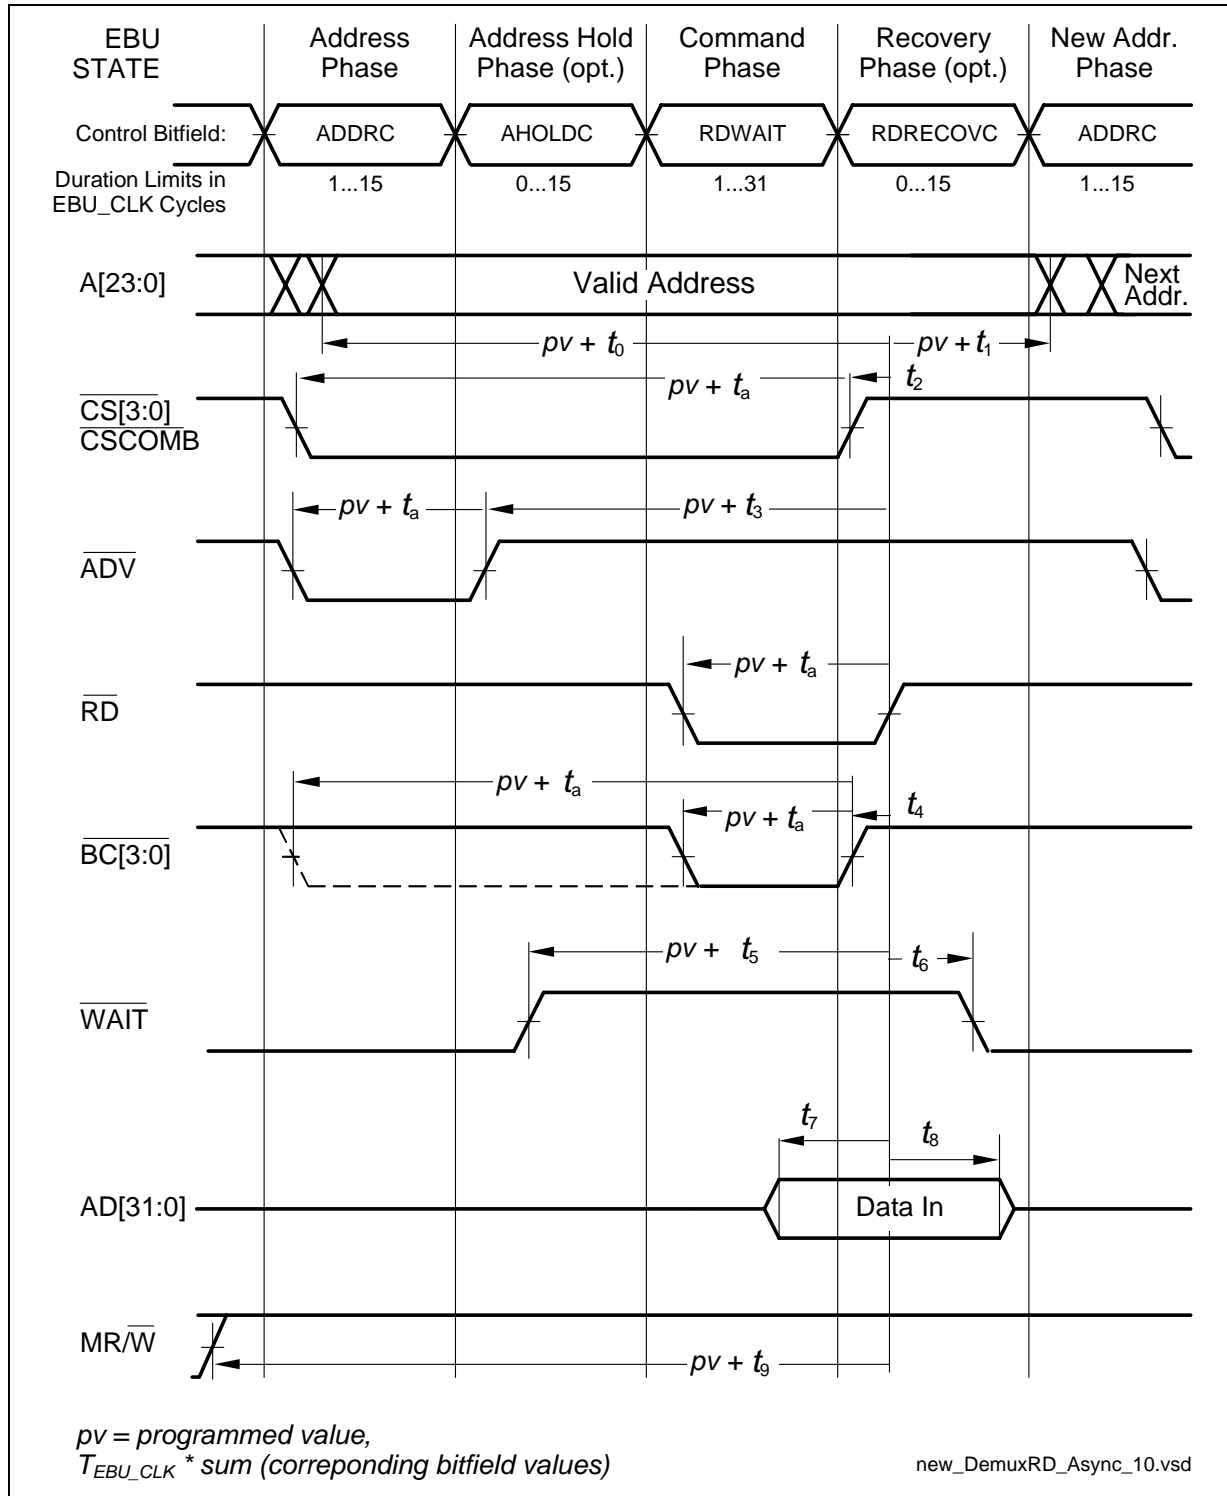 EBU STATE
Address Phase
Address Hold Phase (opt.)
Command Phase
Recovery Phase (opt.)
New Addr. Phase
Control Bitfield: ADDRC AHOLDC RDWAIT RDRECOVC ADDRC
Duration Limits in EBU_CLK Cycles
1...15 0...15 1...31 0...15 1...15
A[23:0] Valid Address Next Addr.
pv + t0 pv + t1
pv + ta t2
CS[3:0]
CSCOMB
pv + ta pv + t3
ADV
pv + ta
RD
pv + ta
pv + ta t4
BC[3:0]
pv + t5 t6
WAIT
t7 t8
AD[31:0] Data In
MR/W
pv + t9
pv = programmed value,
TEBU_CLK * sum (correponding bitfield values)
new_DemuxRD_Async_10.vsd